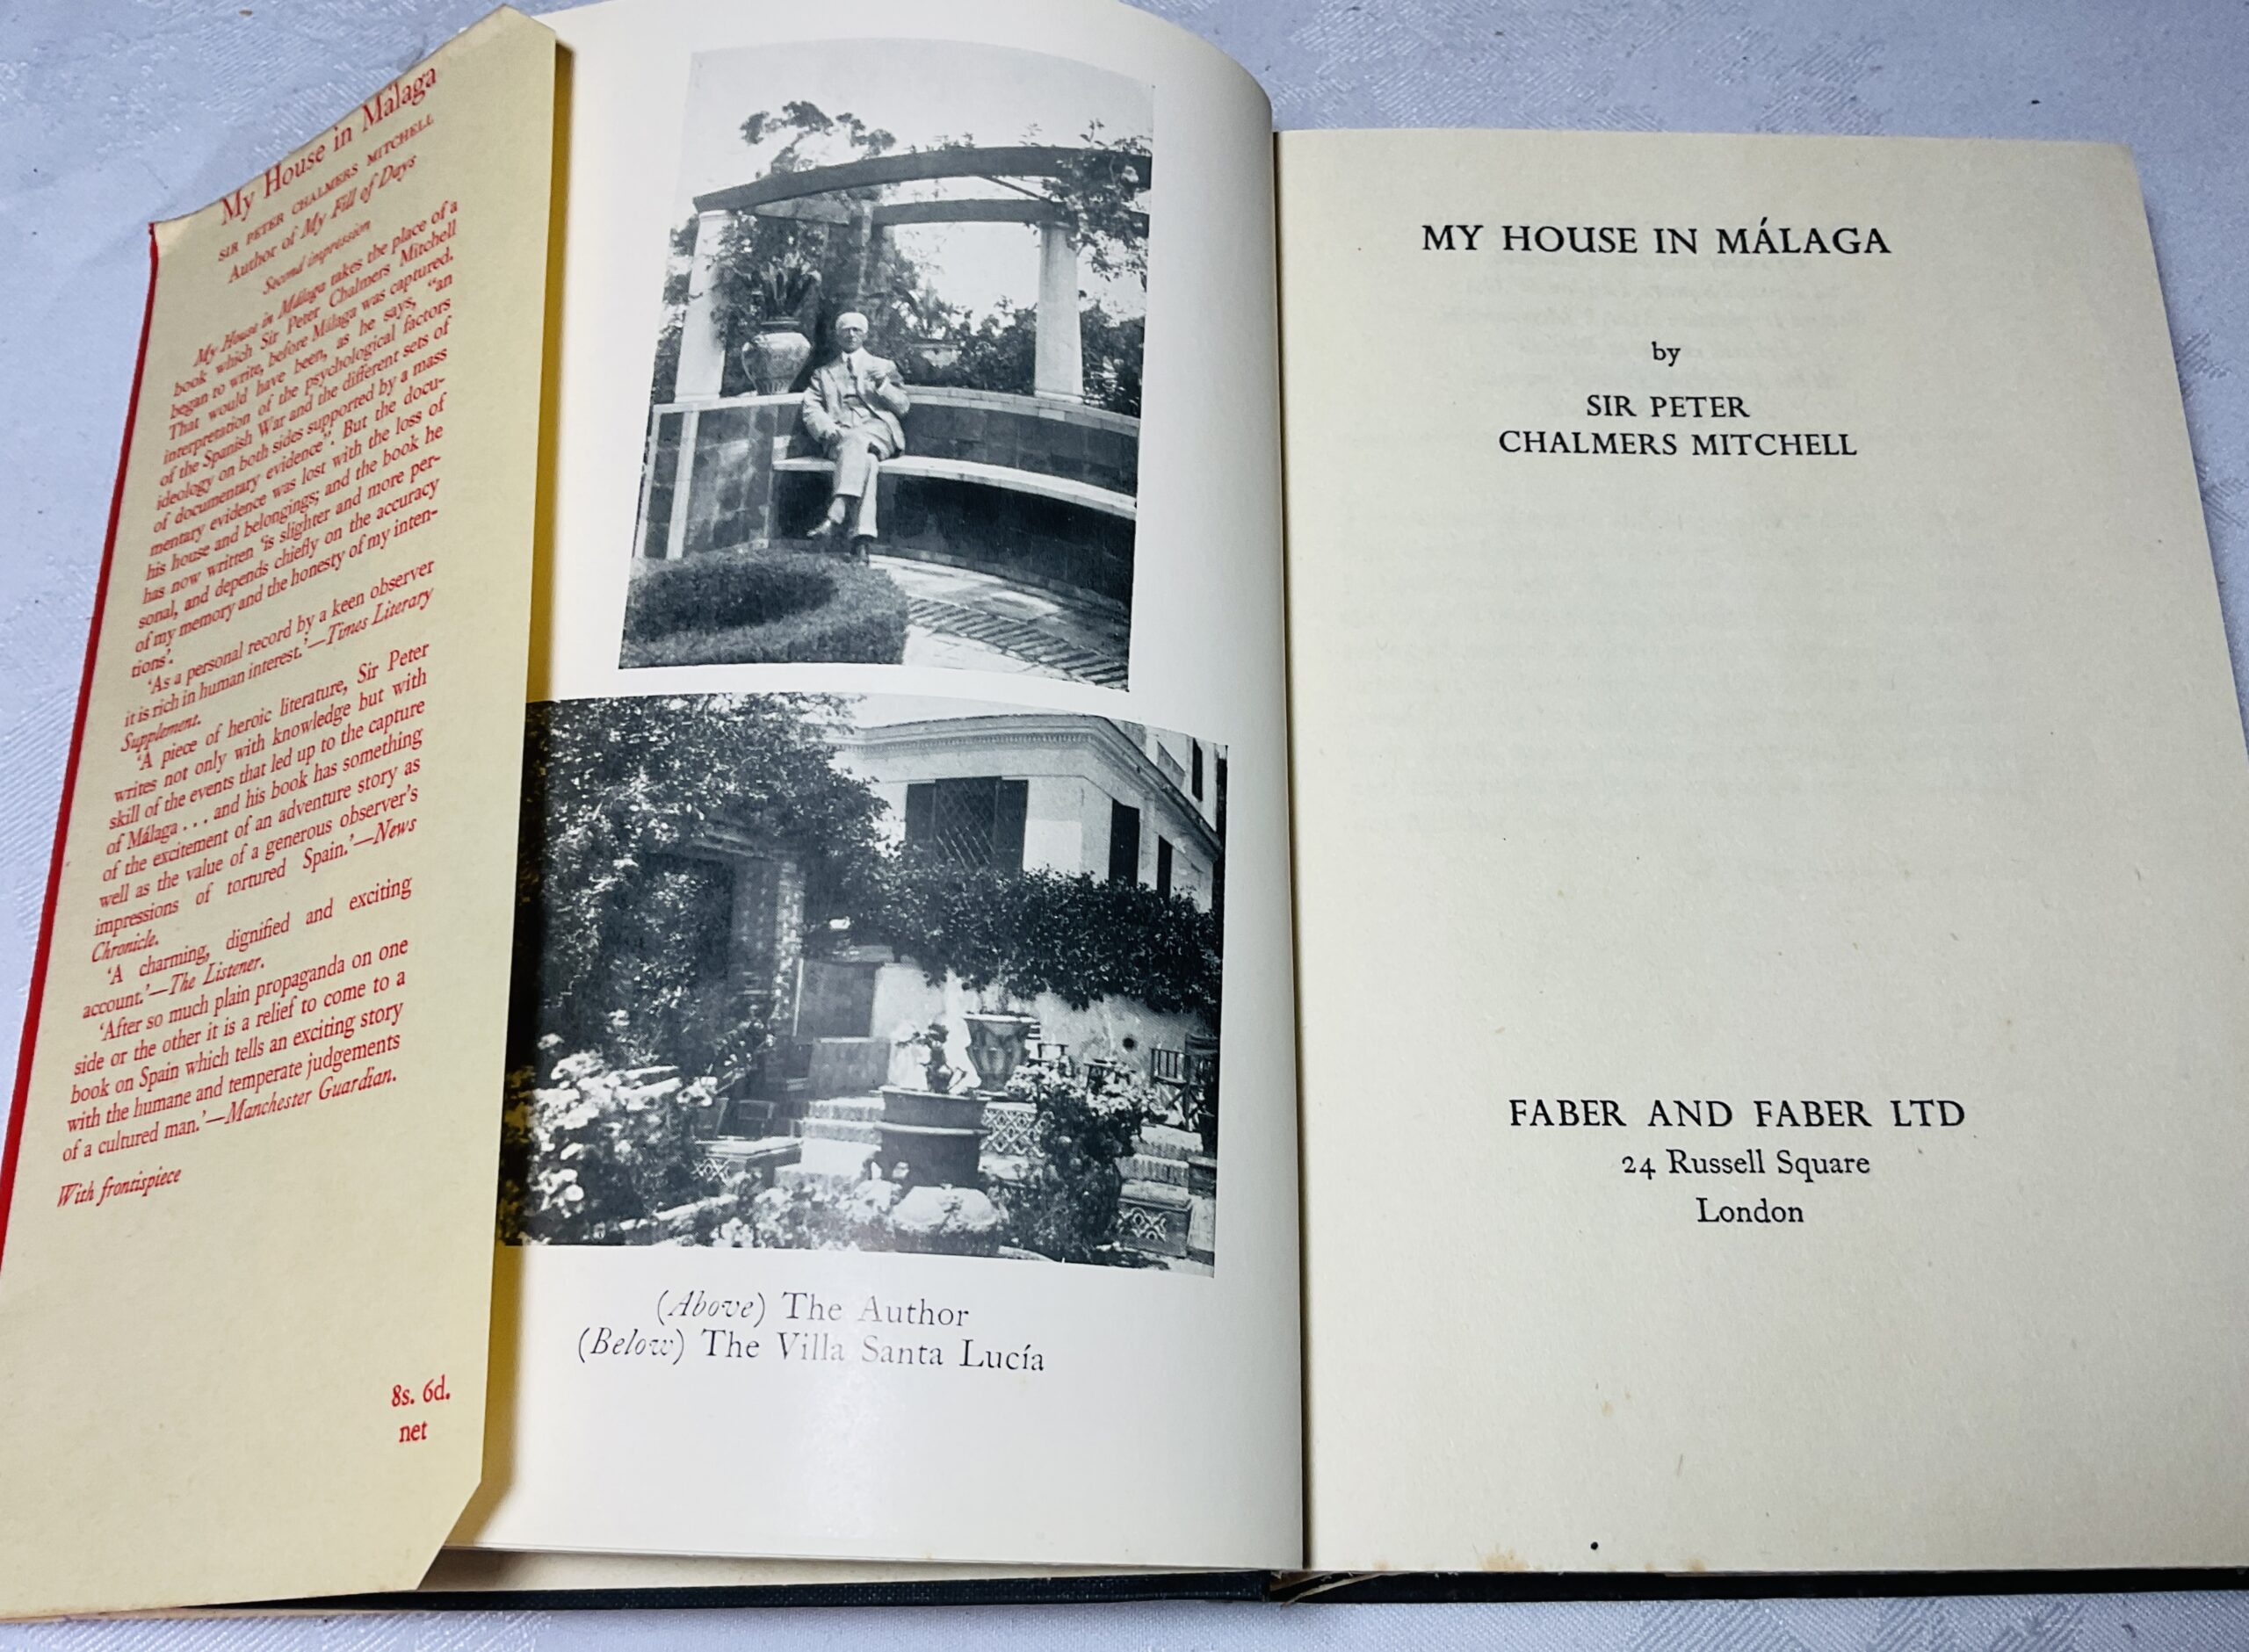 My House in Málaga
SIR PETER CHALMERS MITCHELL
Author of My Fill of Days
Second impression
My House in Málaga takes the place of a
book which Sir Peter Chalmers Mitchell
began to write, before Málaga was captured.
That would have been, as he says, "an
interpretation of the psychological factors
of the Spanish War and the different sets of
ideology on both sides supported by a mass
of documentary evidence". But the docu-
mentary evidence was lost with the loss of
his house and belongings; and the book he
has now written 'is slighter and more per-
sonal, and depends chiefly on the accuracy
of my memory and the honesty of my inten-
tions'.
'As a personal record by a keen observer
it is rich in human interest.'—Times Literary
Supplement.
'A piece of heroic literature, Sir Peter
writes not only with knowledge but with
skill of the events that led up to the capture
of Málaga . . . and his book has something
of the excitement of an adventure story as
well as the value of a generous observer's
impressions of tortured Spain.'—News
Chronicle.
'A charming, dignified and exciting
account.'—The Listener.
'After so much plain propaganda on one
side or the other it is a relief to come to a
book on Spain which tells an exciting story
with the humane and temperate judgements
of a cultured man.'—Manchester Guardian.
With frontispiece
8s. 6d.
net
(Above) The Author
(Below) The Villa Santa Lucía
MY HOUSE IN MÁLAGA
by
SIR PETER
CHALMERS MITCHELL
FABER AND FABER LTD
24 Russell Square
London